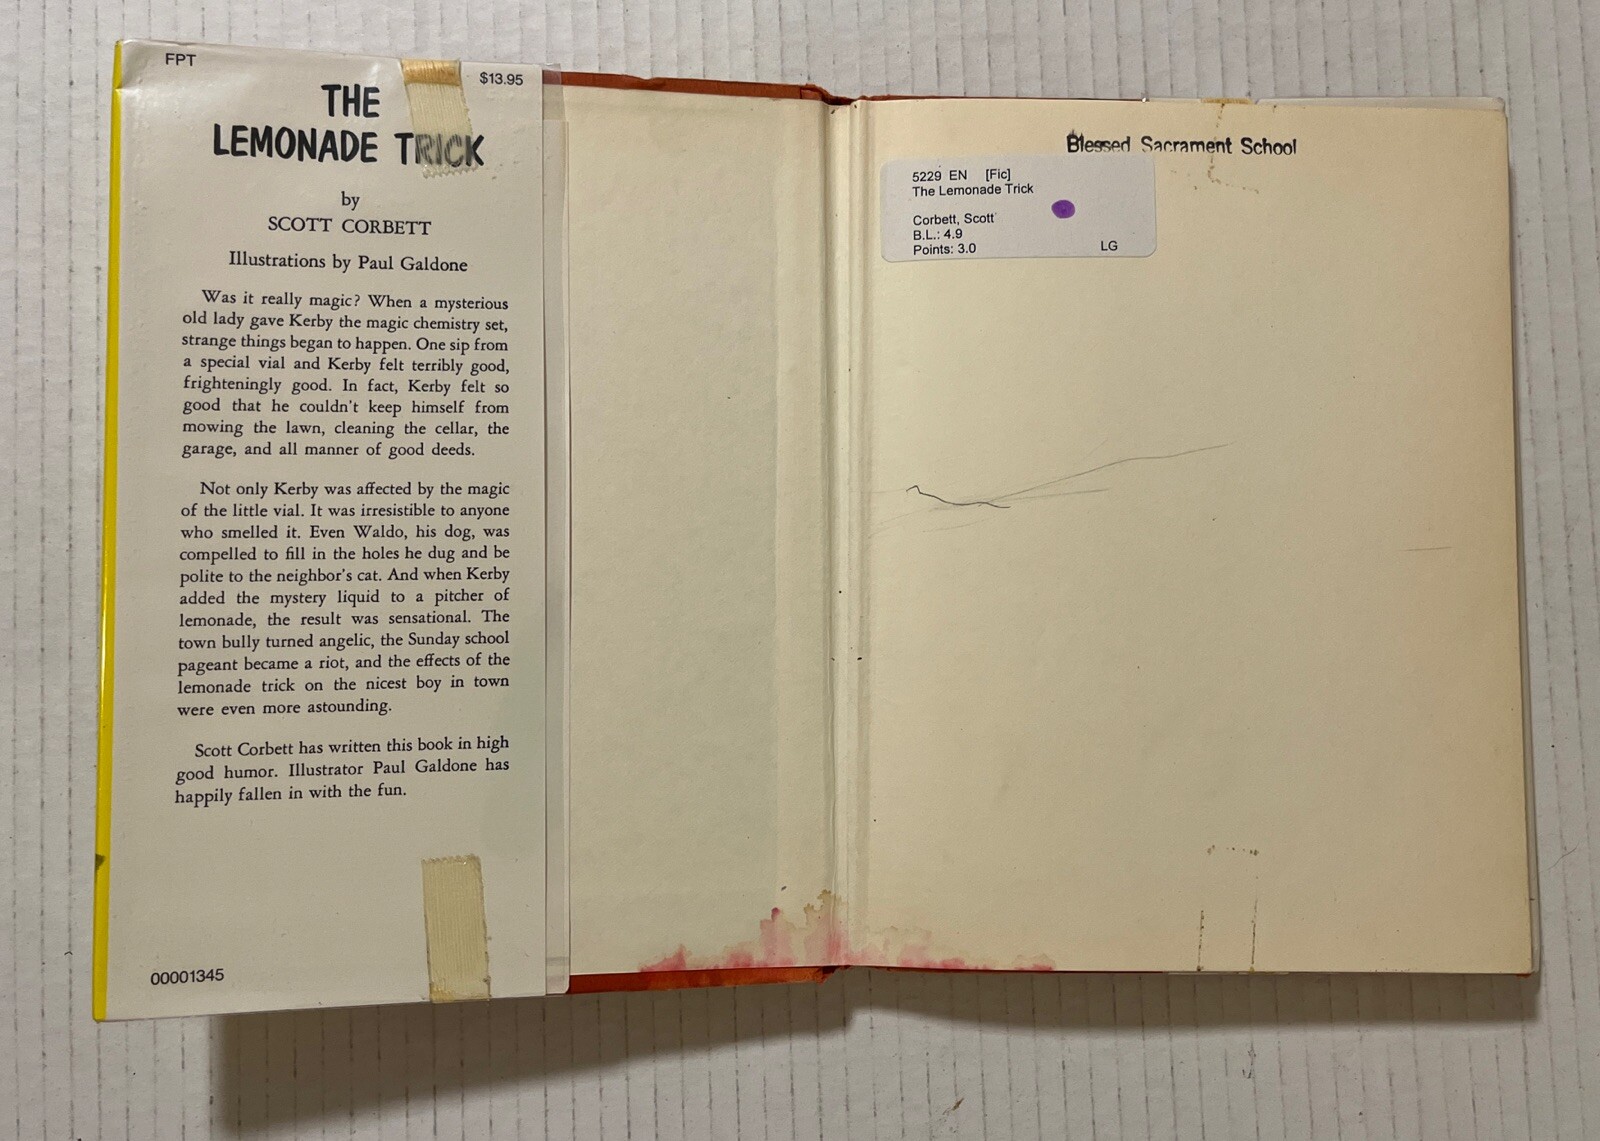 FPT
$13.95
THE
LEMONADE TRICK
by
SCOTT CORBETT
Illustrations by Paul Galdone
Was it really magic? When a mysterious
old lady gave Kerby the magic chemistry set,
strange things began to happen. One sip from
a special vial and Kerby felt terribly good,
frighteningly good. In fact, Kerby felt so
good that he couldn't keep himself from
mowing the lawn, cleaning the cellar, the
garage, and all manner of good deeds.
Not only Kerby was affected by the magic
of the little vial. It was irresistible to anyone
who smelled it. Even Waldo, his dog, was
compelled to fill in the holes he dug and be
polite to the neighbor's cat. And when Kerby
added the mystery liquid to a pitcher of
lemonade, the result was sensational. The
town bully turned angelic, the Sunday school
pageant became a riot, and the effects of the
lemonade trick on the nicest boy in town
were even more astounding.
Scott Corbett has written this book in high
good humor. Illustrator Paul Galdone has
happily fallen in with the fun.
00001345
Blessed Sacrament School
5229 EN [Fic]
The Lemonade Trick
Corbett, Scott
B.L.: 4.9
Points: 3.0
LG